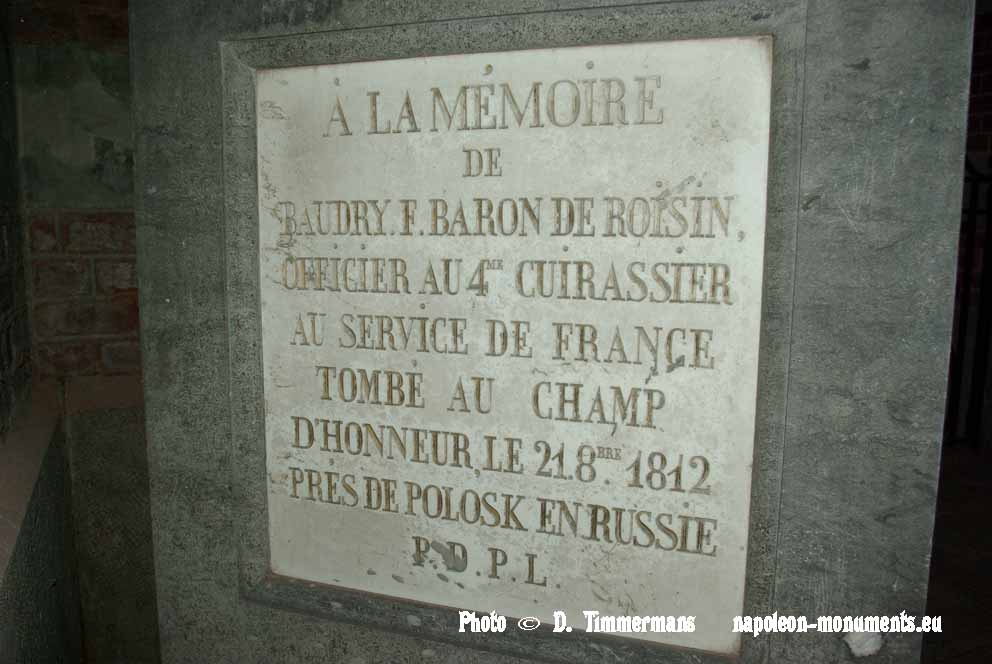 A LA MÉMOIRE
DE
BAUDRY. F. BARON DE ROISIN,
OFFICIER AU 4ME CUIRASSIER
AU SERVICE DE FRANCE
TOMBÉ AU CHAMP
D'HONNEUR, LE 21.8BRE. 1812
PRÈS DE POLOSK EN RUSSIE
P.D.P.L
Photo © D. Timmermans napoleon-monuments.eu